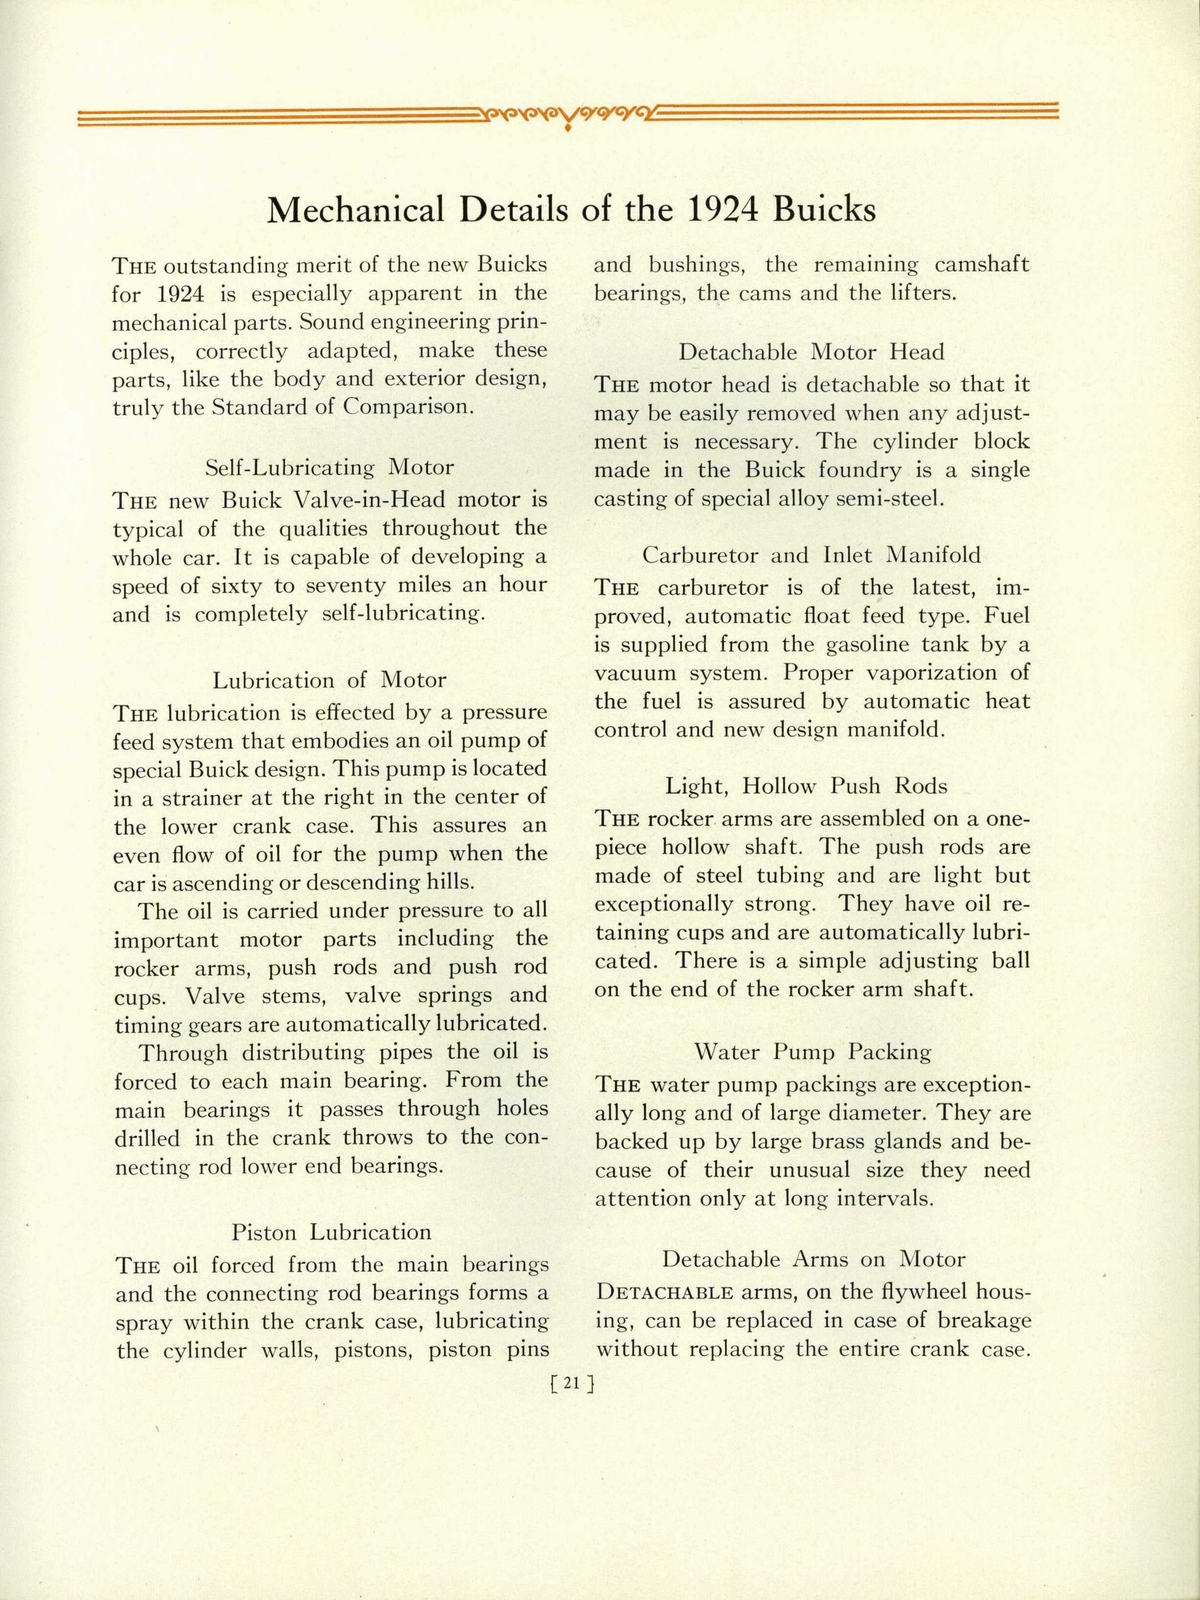 Mechanical Details of the 1924 Buicks
THE outstanding merit of the new Buicks
for 1924 is especially apparent in the
mechanical parts. Sound engineering prin-
ciples, correctly adapted, make these
parts, like the body and exterior design,
truly the Standard of Comparison.
Self-Lubricating Motor
THE new Buick Valve-in-Head motor is
typical of the qualities throughout the
whole car. It is capable of developing a
speed of sixty to seventy miles an hour
and is completely self-lubricating.
Lubrication of Motor
THE lubrication is effected by a pressure
feed system that embodies an oil pump of
special Buick design. This pump is located
in a strainer at the right in the center of
the lower crank case. This assures an
even flow of oil for the pump when the
car is ascending or descending hills.
The oil is carried under pressure to all
important motor parts including the
rocker arms, push rods and push rod
cups. Valve stems, valve springs and
timing gears are automatically lubricated.
Through distributing pipes the oil is
forced to each main bearing. From the
main bearings it passes through holes
drilled in the crank throws to the con-
necting rod lower end bearings.
Piston Lubrication
THE oil forced from the main bearings
and the connecting rod bearings forms a
spray within the crank case, lubricating
the cylinder walls, pistons, piston pins
and bushings, the remaining camshaft
bearings, the cams and the lifters.
Detachable Motor Head
THE motor head is detachable so that it
may be easily removed when any adjust-
ment is necessary. The cylinder block
made in the Buick foundry is a single
casting of special alloy semi-steel.
Carburetor and Inlet Manifold
THE carburetor is of the latest, im-
proved, automatic float feed type. Fuel
is supplied from the gasoline tank by a
vacuum system. Proper vaporization of
the fuel is assured by automatic heat
control and new design manifold.
Light, Hollow Push Rods
THE rocker arms are assembled on a one-
piece hollow shaft. The push rods are
made of steel tubing and are light but
exceptionally strong. They have oil re-
taining cups and are automatically lubri-
cated. There is a simple adjusting ball
on the end of the rocker arm shaft.
Water Pump Packing
THE water pump packings are exception-
ally long and of large diameter. They are
backed up by large brass glands and be-
cause of their unusual size they need
attention only at long intervals.
Detachable Arms on Motor
DETACHABLE arms, on the flywheel hous-
ing, can be replaced in case of breakage
without replacing the entire crank case.
[ 21 ]